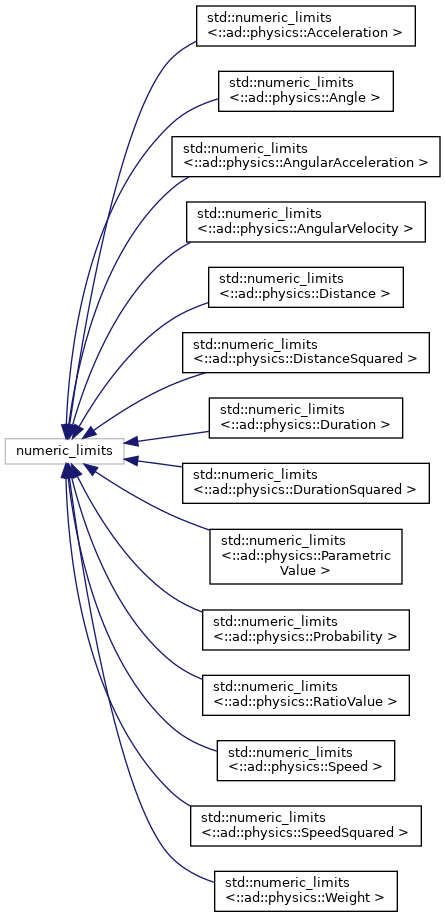 std::numeric_limits
<::ad::physics::Acceleration >
std::numeric_limits
<::ad::physics::Angle >
std::numeric_limits
<::ad::physics::AngularAcceleration >
std::numeric_limits
<::ad::physics::AngularVelocity >
std::numeric_limits
<::ad::physics::Distance >
std::numeric_limits
<::ad::physics::DistanceSquared >
std::numeric_limits
<::ad::physics::Duration >
numeric_limits
std::numeric_limits
<::ad::physics::DurationSquared >
std::numeric_limits
<::ad::physics::Parametric
Value >
std::numeric_limits
<::ad::physics::Probability >
std::numeric_limits
<::ad::physics::RatioValue >
std::numeric_limits
<::ad::physics::Speed >
std::numeric_limits
<::ad::physics::SpeedSquared >
std::numeric_limits
<::ad::physics::Weight >